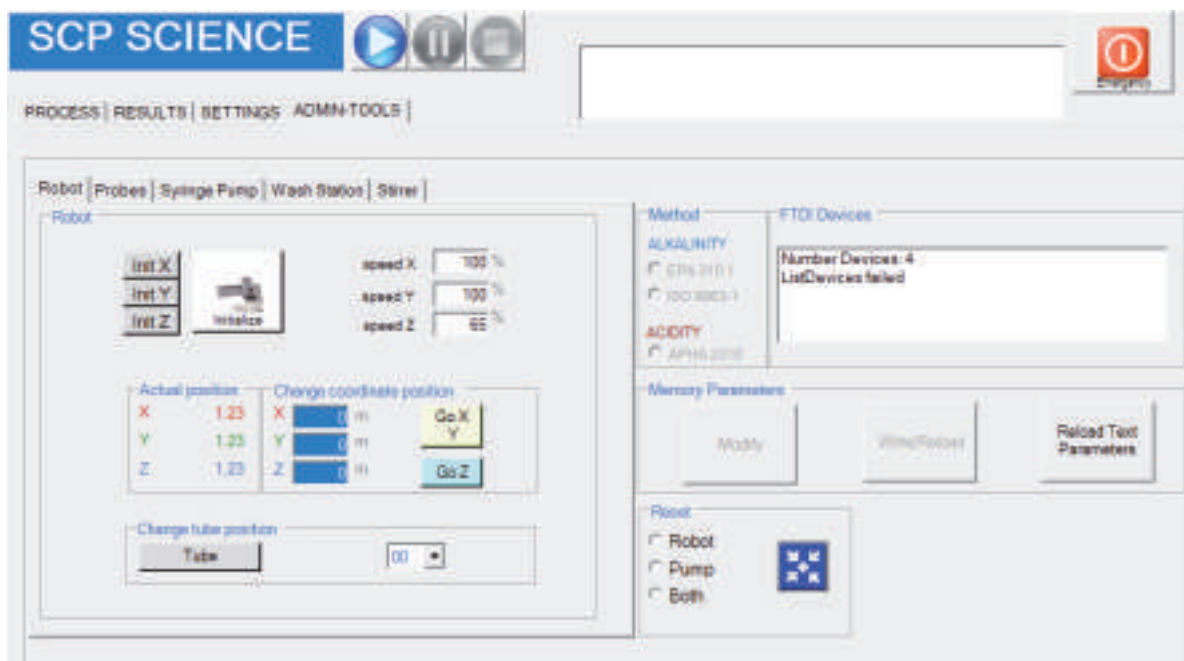 SCP SCIENCE
PROCESS RESULTS SETTINGS ADMIN-TOOLS
Robot Probes Syringe Pump Wash Station Stirrer
Robot
Init X
Init Y
Init Z
Initialize
speed X 100 %
speed Y 100 %
speed Z 65 %
Actual position
X 1.23
Y 1.23
Z 1.23
Change coordinate position
X 0 m
Y 0 m
Z 0 m
Go X
Y
Go Z
Change tube position
Tube
00
Method
ALKALINITY
ACIDITY
FTDI Devices
Number Devices: 4
ListDevices failed
Memory Parameters
Modify
Reload Text
Parameters
Reset
Robot
Pump
Both